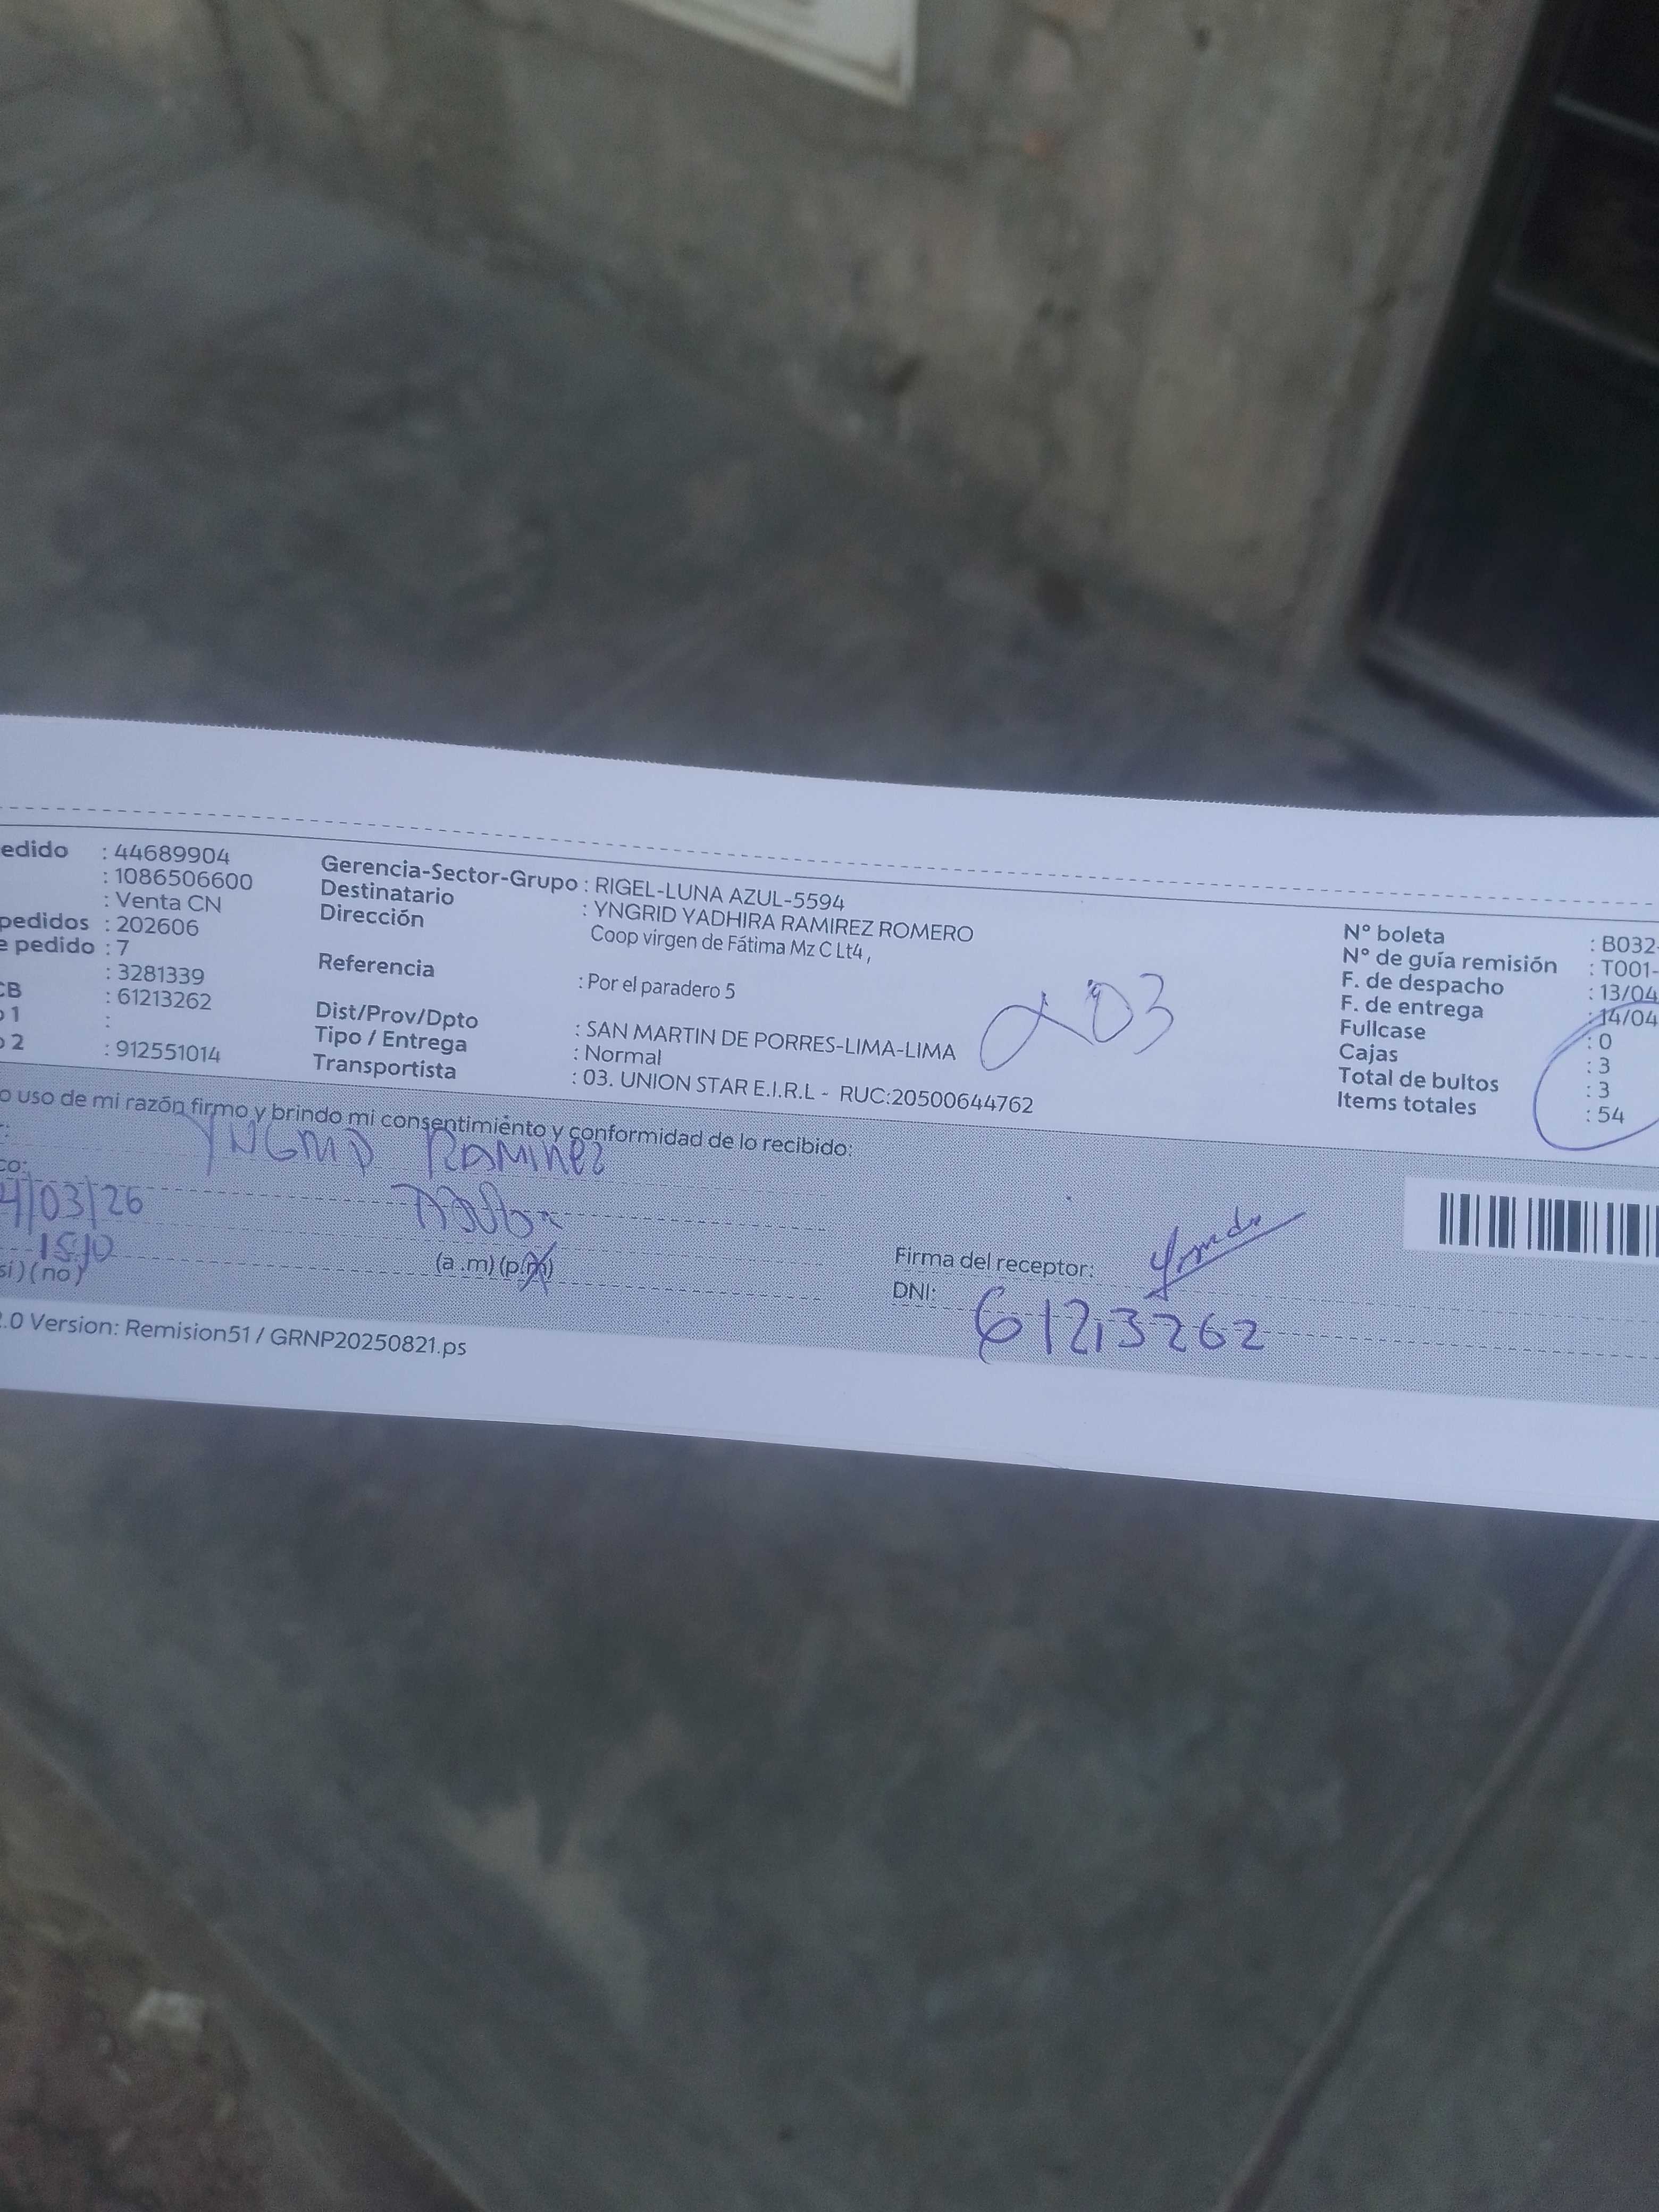 edido : 44689904
: 1086506600
: Venta CN
pedidos : 202606
e pedido : 7
: 3281339
CB : 61213262
o 1 :
o 2 : 912551014
Gerencia-Sector-Grupo : RIGEL-LUNA AZUL-5594
Destinatario : YNGRID YADHIRA RAMIREZ ROMERO
Dirección Coop virgen de Fátima Mz C Lt4 ,
Referencia : Por el paradero 5
Dist/Prov/Dpto : SAN MARTIN DE PORRES-LIMA-LIMA
Tipo / Entrega : Normal
Transportista : 03. UNION STAR E.I.R.L - RUC:20500644762
03
N° boleta : B032-
N° de guía remisión : T001-
F. de despacho : 13/04
F. de entrega : 14/04
Fullcase : 0
Cajas : 3
Total de bultos : 3
Items totales : 54
o uso de mi razón firmo y brindo mi consentimiento y conformidad de lo recibido:
YNGRID RAMIREZ
co:
4/03/26
15:10 (a .m) (p.m)
si) (no)
Firma del receptor:
DNI: 61213262
.0 Version: Remision51 / GRNP20250821.ps